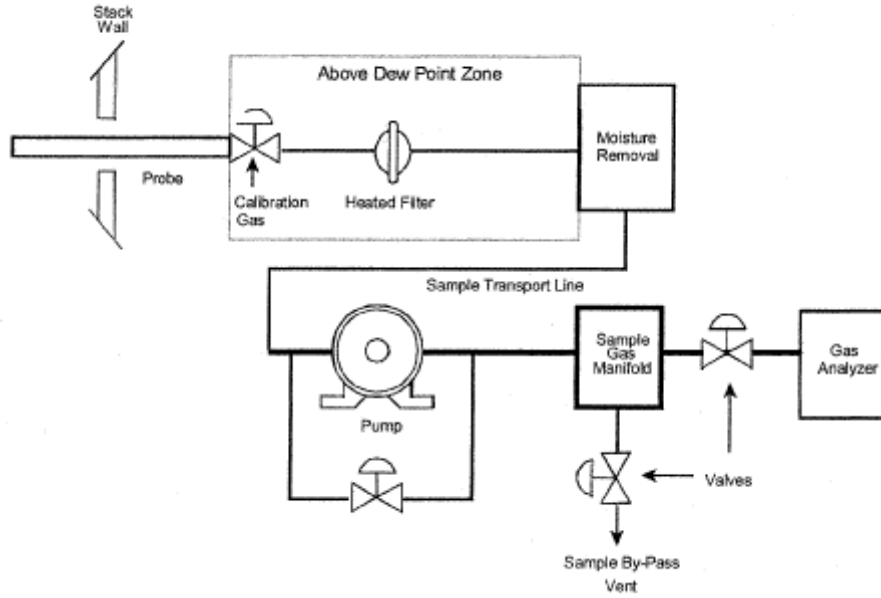 Stack
Wall
Above Dew Point Zone
Moisture
Removal
Probe
Calibration
Gas
Heated Filter
Sample Transport Line
Sample
Gas
Manifold
Gas
Analyzer
Pump
Valves
Sample By-Pass
Vent